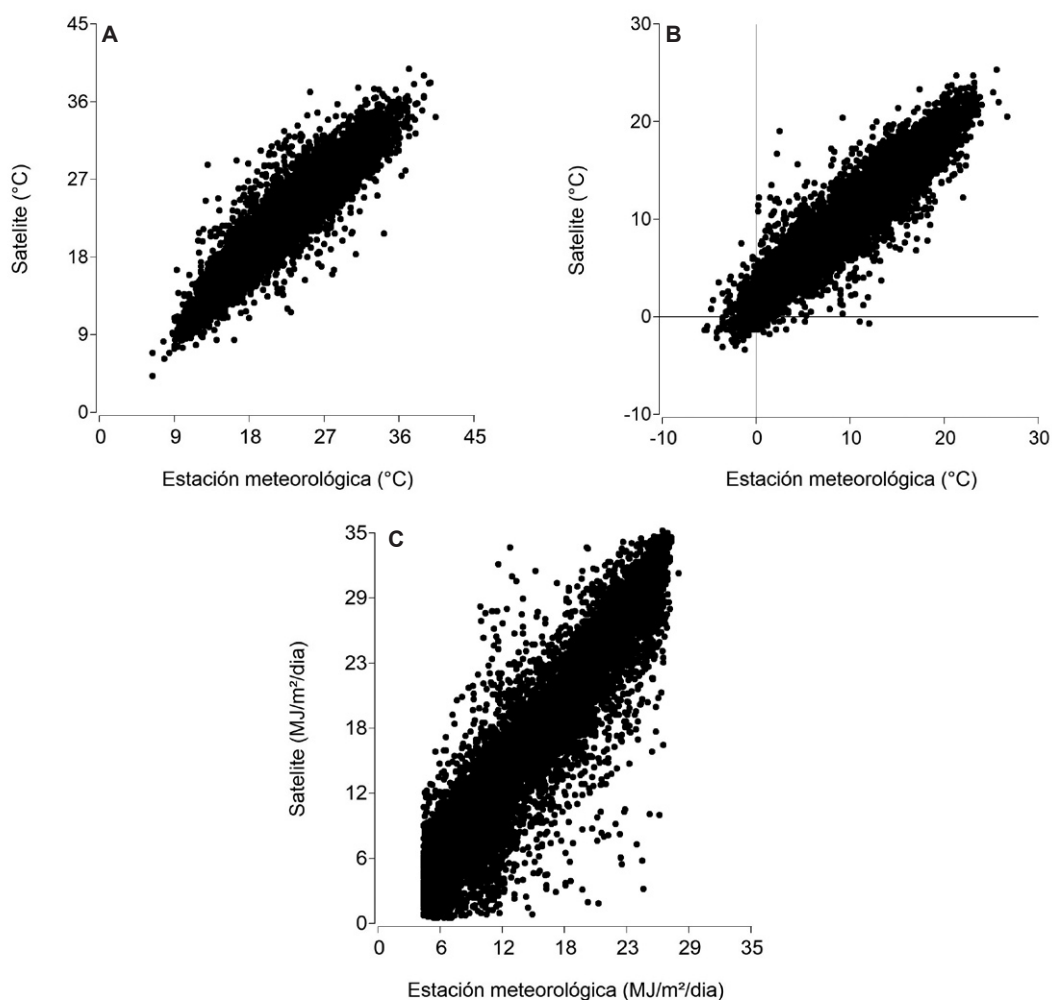 A
45
36
27
18
9
0
Satelite (°C)
0 9 18 27 36 45
Estación meteorológica (°C)
B
30
20
10
0
-10
Satelite (°C)
-10 0 10 20 30
Estación meteorológica (°C)
C
35
29
23
18
12
6
0
Satelite (MJ/m²/dia)
0 6 12 18 23 29 35
Estación meteorológica (MJ/m²/dia)